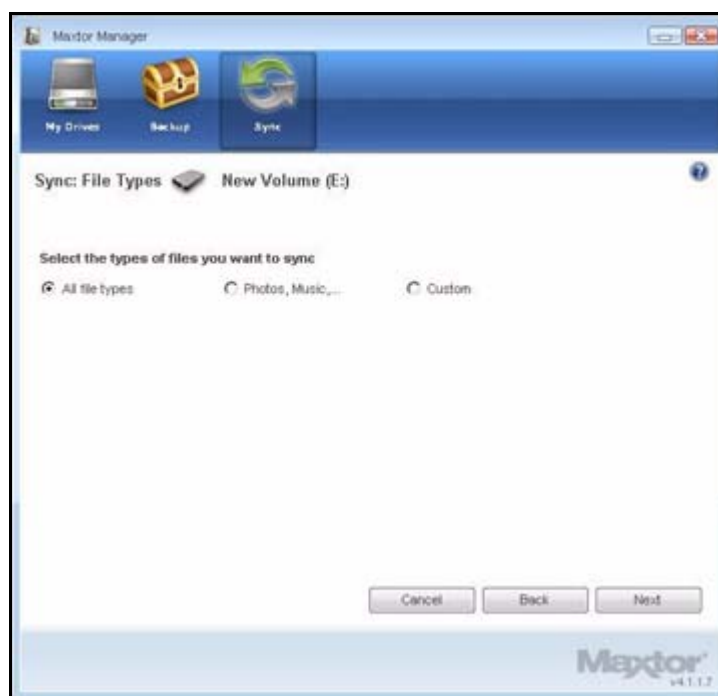 Maxtor Manager
My Drives Backup Sync
Sync: File Types New Volume (E:)
Select the types of files you want to sync
All file types Photos, Music,... Custom
Cancel Back Next
Maxtor
v4.1.1.7